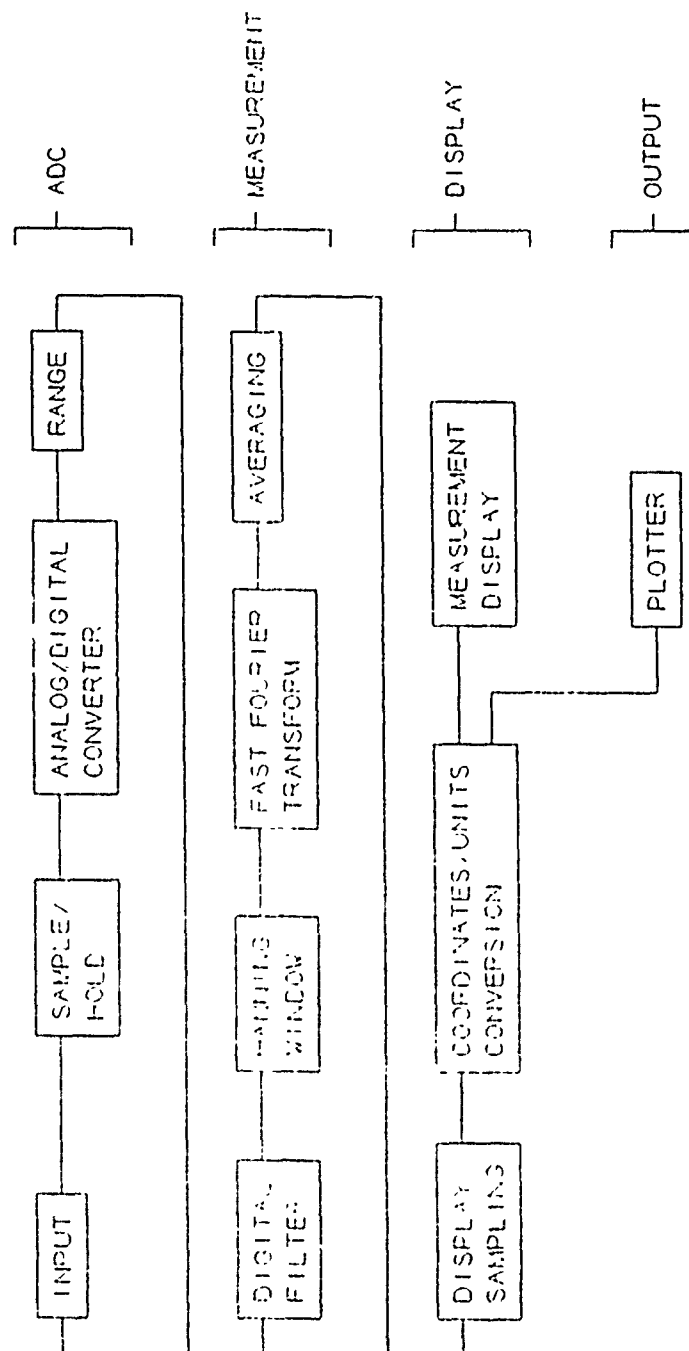 INPUT
SAMPLE/
HOLD
ANALOG/DIGITAL
CONVERTER
RANGE
ADC
DIGITAL
FILTER
HANNING
WINDOW
FAST FOURIER
TRANSFORM
AVERAGING
MEASUREMENT
DISPLAY
SAMPLING
COORDINATES/UNITS
CONVERSION
MEASUREMENT
DISPLAY
DISPLAY
PLOTTER
OUTPUT